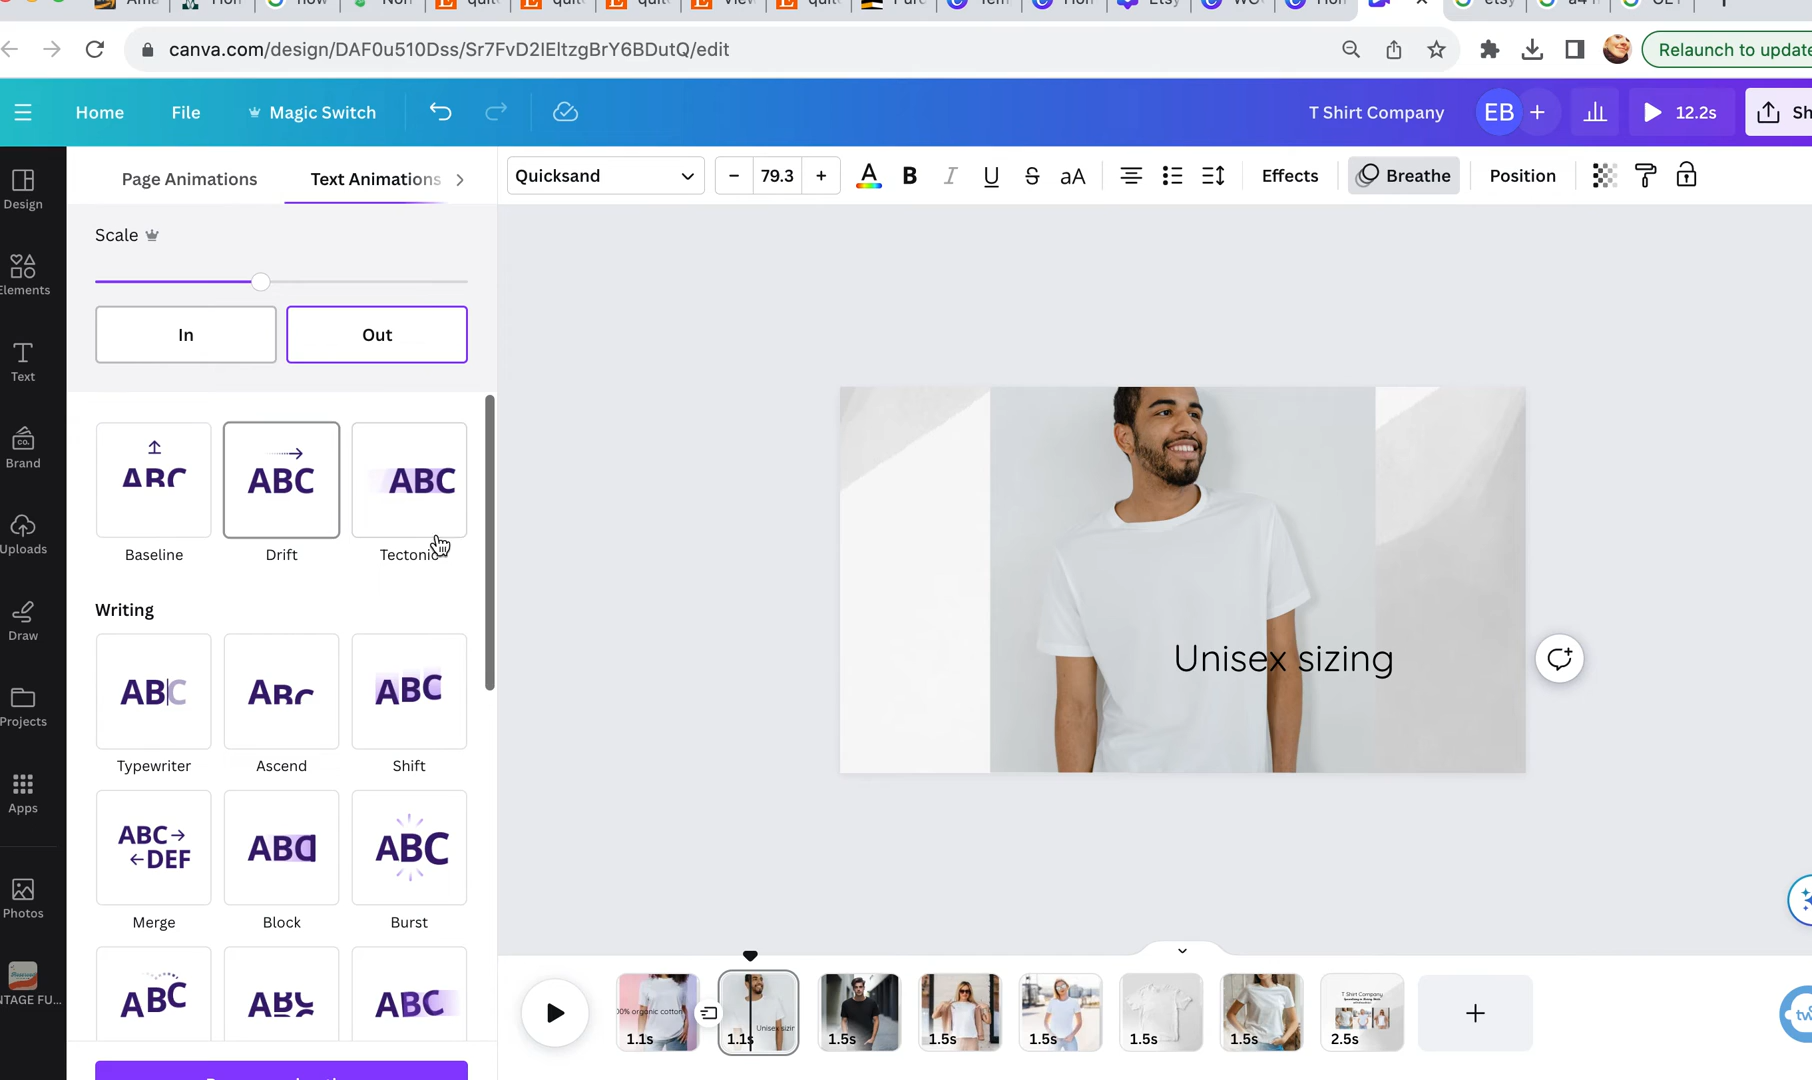 canva.com/design/DAF0u510Dss/Sr7FvD2lEltzgBrY6BDutQ/edit
Relaunch to update
Home
File
Magic Switch
T Shirt Company
EB
12.2s
Page Animations
Text Animations
Quicksand
79.3
B
I
U
S
aA
Effects
Breathe
Position
Design
Elements
Text
Brand
Uploads
Draw
Projects
Apps
Photos
Scale
In
Out
ABC
ABC
ABC
Baseline
Drift
Tectonic
Writing
ABC
ABC
ABC
Typewriter
Ascend
Shift
ABC
DEF
ABC
ABC
Merge
Block
Burst
ABC
ABC
ABC
Unisex sizing
1.1s
1.1s
1.5s
1.5s
1.5s
1.5s
1.5s
2.5s
T Shirt Company